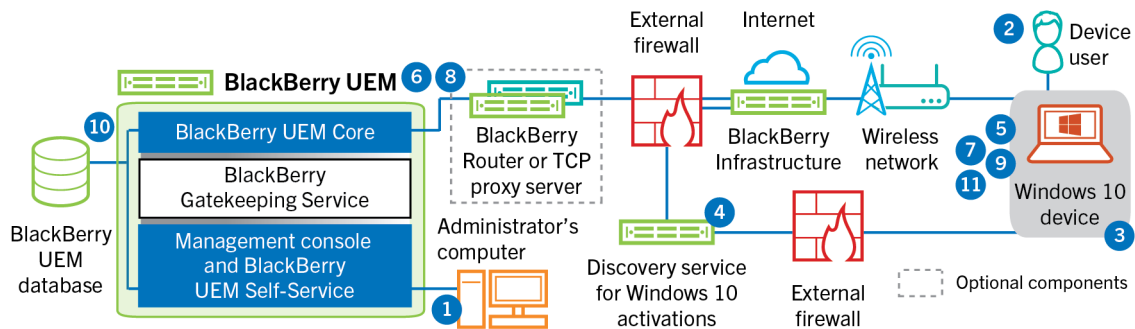 External
firewall
Internet
2
Device
user
BlackBerry UEM
6
8
10
BlackBerry UEM Core
BlackBerry
Gatekeeping Service
Management console
and BlackBerry
UEM Self-Service
BlackBerry
UEM
database
BlackBerry
Router or TCP
proxy server
BlackBerry
Infrastructure
Wireless
network
5
7
9
11
Windows 10
device
3
Administrator's
computer
1
4
Discovery service
for Windows 10
activations
External
firewall
Optional components